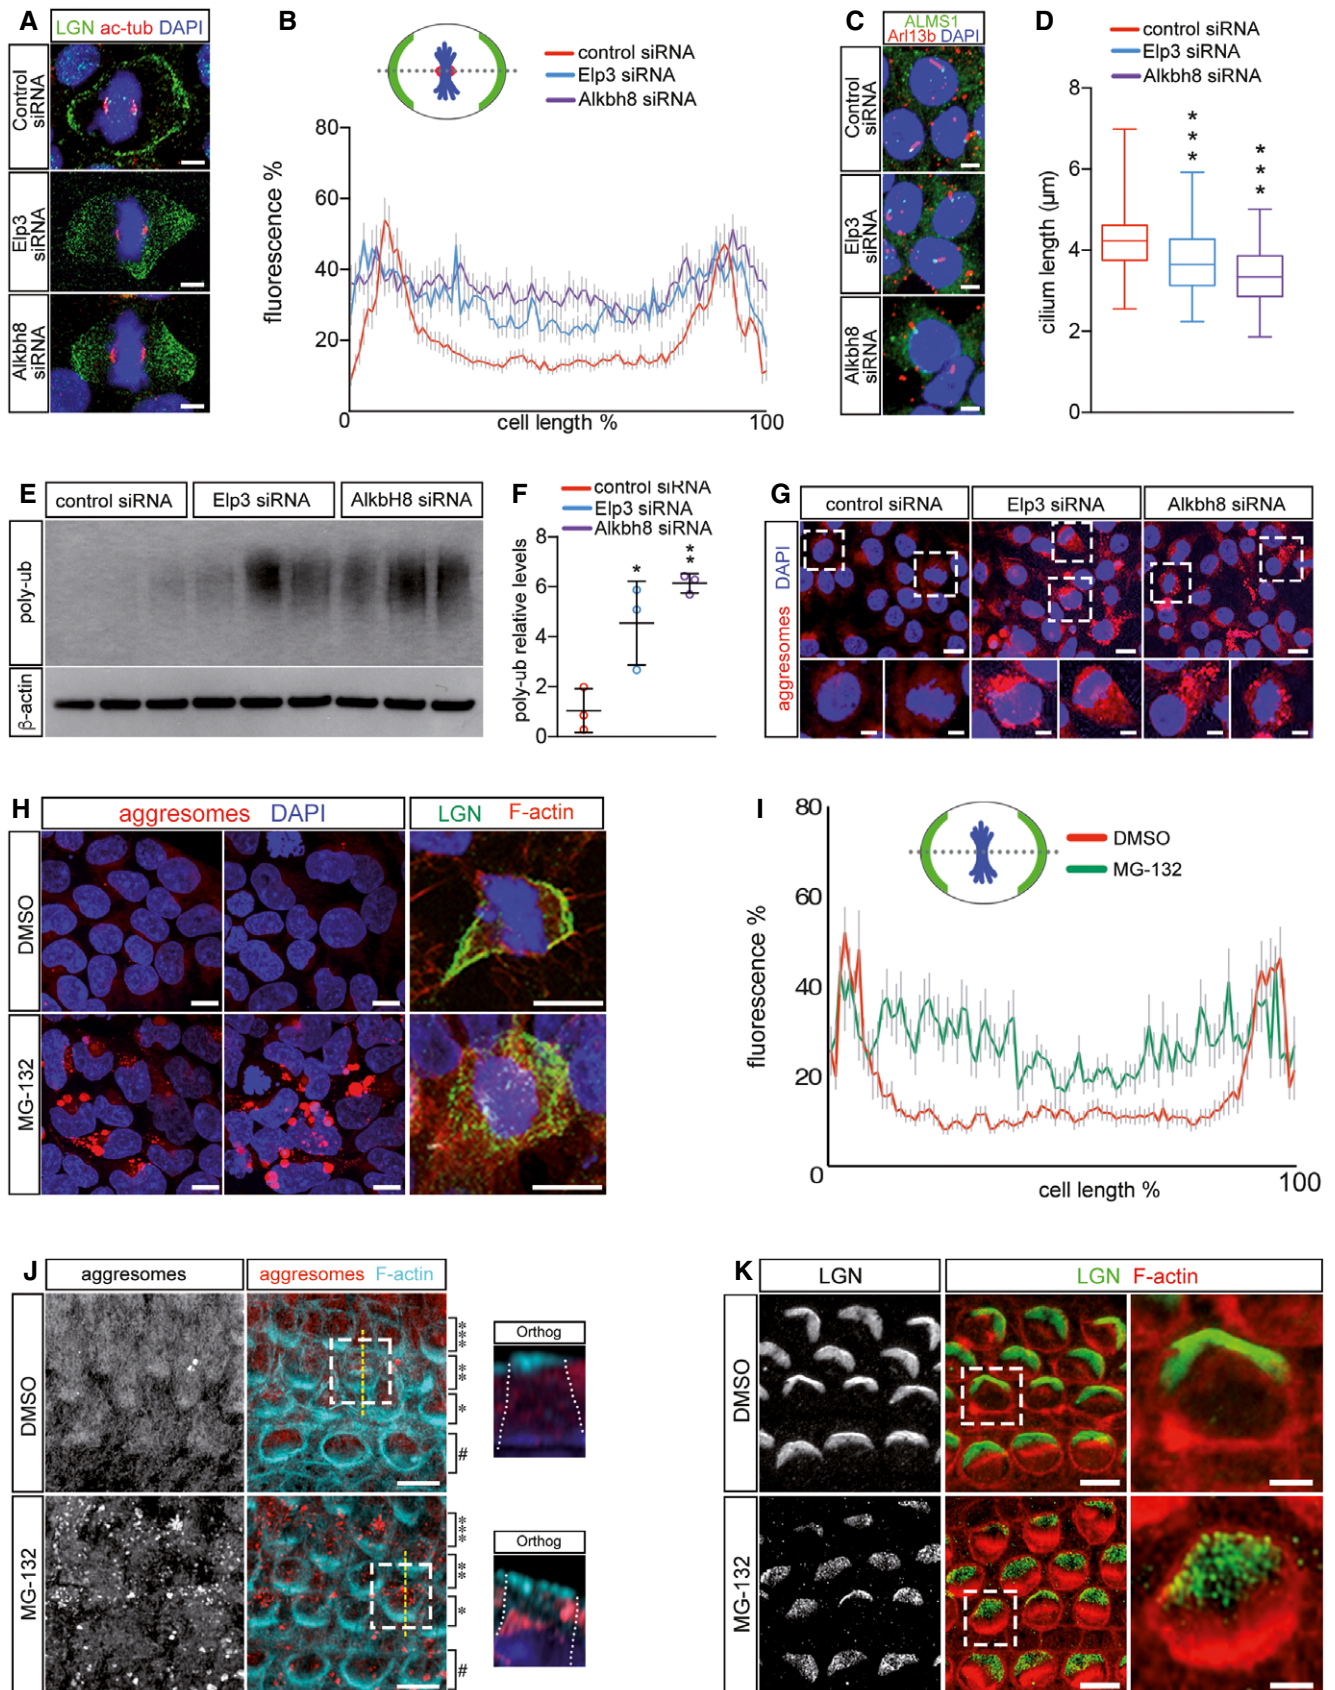 A
LGN ac-tub DAPI
Control
siRNA
Elp3
siRNA
Alkbh8
siRNA
B
control siRNA
Elp3 siRNA
Alkbh8 siRNA
fluorescence %
80
60
40
20
0
cell length %
100
C
ALMS1
Arl13b DAPI
Control
siRNA
Elp3
siRNA
Alkbh8
siRNA
D
control siRNA
Elp3 siRNA
Alkbh8 siRNA
cilium length (µm)
8
6
4
2
0
***
***
E
control siRNA
Elp3 siRNA
AlkbH8 siRNA
poly-ub
β-actin
F
control siRNA
Elp3 siRNA
Alkbh8 siRNA
poly-ub relative levels
8
6
4
2
0
*
**
G
control siRNA
Elp3 siRNA
Alkbh8 siRNA
aggresomes DAPI
H
aggresomes DAPI
LGN F-actin
DMSO
MG-132
I
DMSO
MG-132
fluorescence %
80
60
40
20
0
cell length %
100
J
aggresomes
aggresomes F-actin
DMSO
***
**
*
#
Orthog
MG-132
***
**
*
#
Orthog
K
LGN
LGN F-actin
DMSO
MG-132